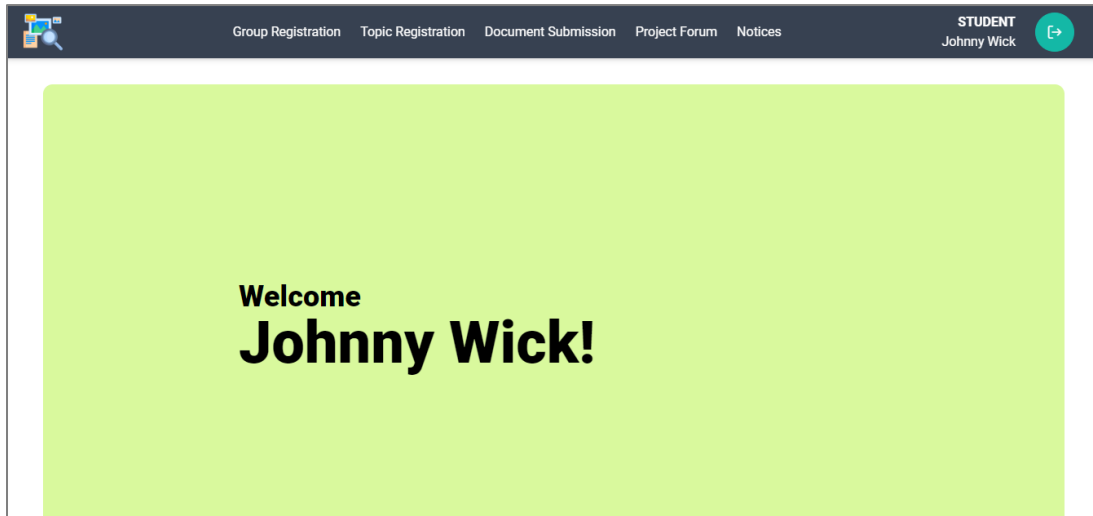 Group Registration Topic Registration Document Submission Project Forum Notices
STUDENT
Johnny Wick
Welcome
Johnny Wick!